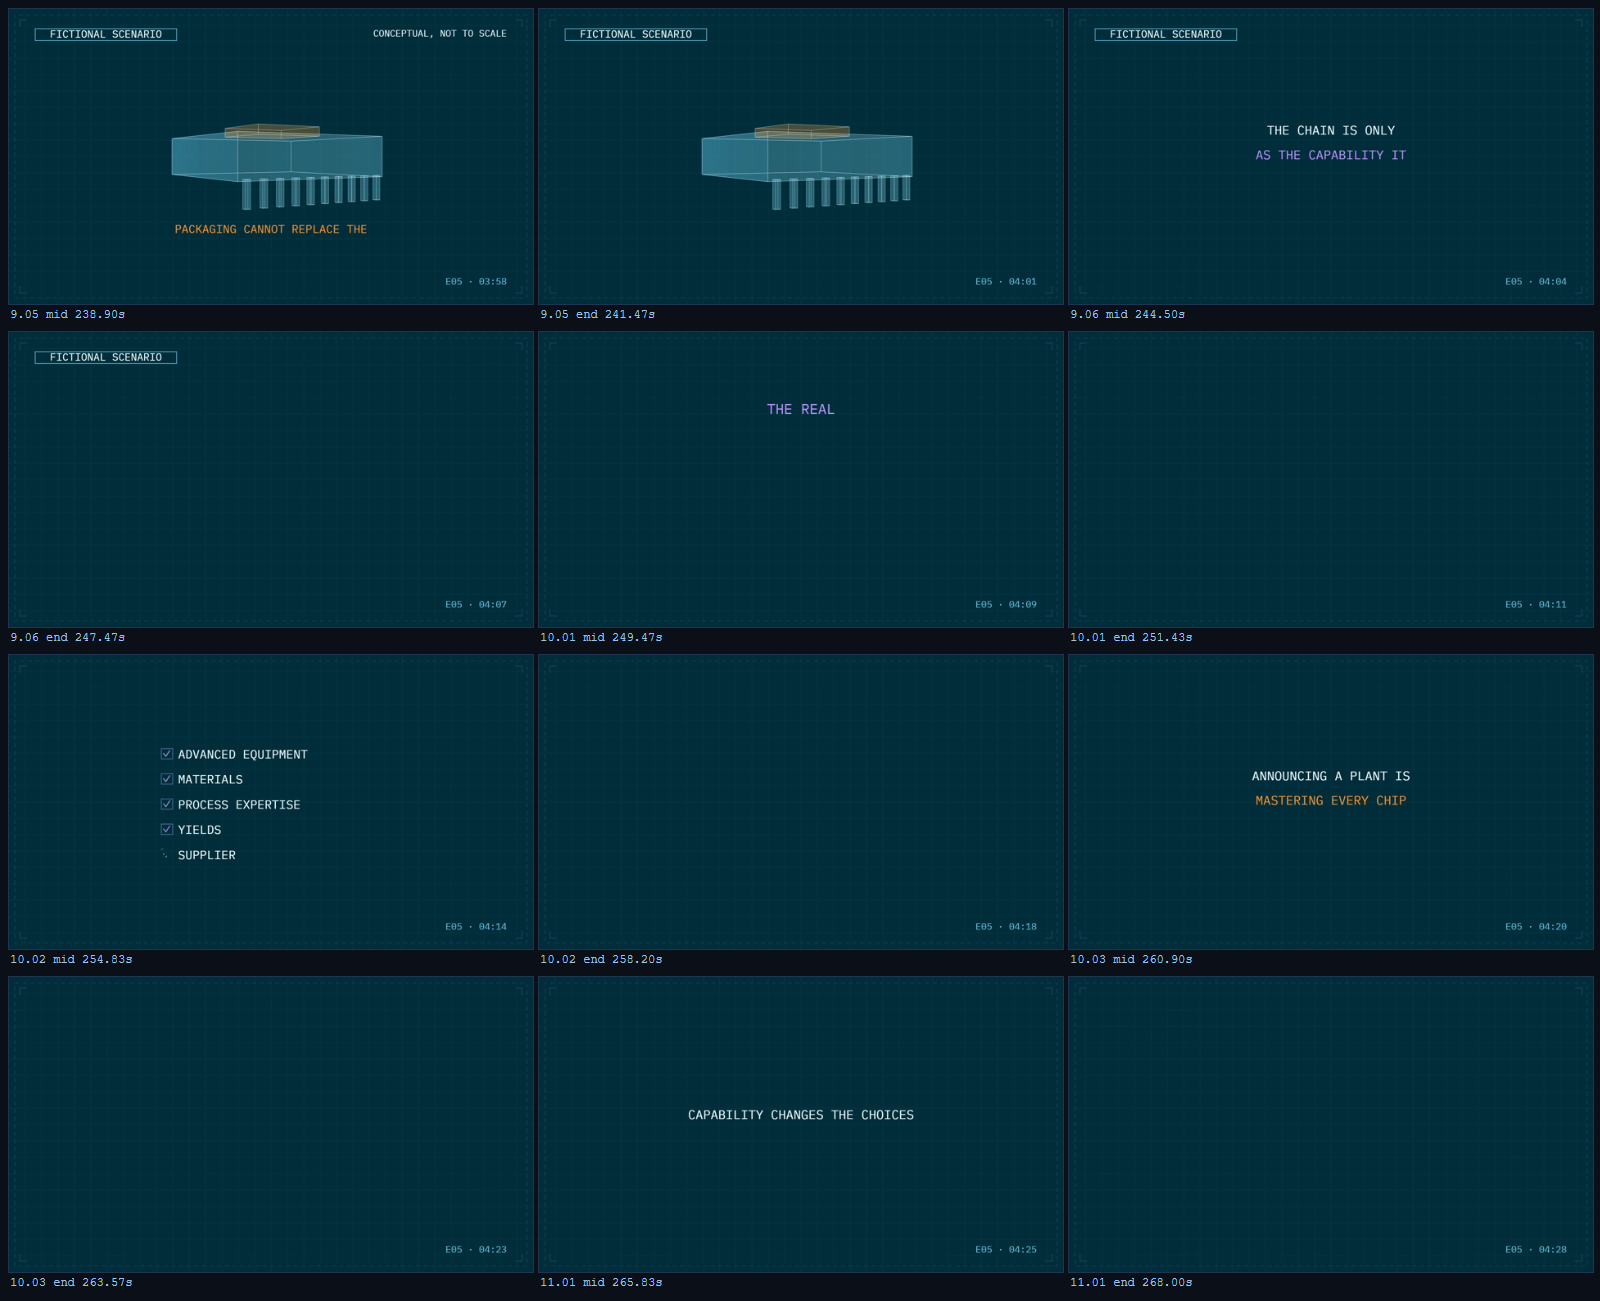 FICTIONAL SCENARIO
CONCEPTUAL, NOT TO SCALE
PACKAGING CANNOT REPLACE THE
E05 · 03:58
9.05 mid 238.90s
FICTIONAL SCENARIO
E05 · 04:01
9.05 end 241.47s
FICTIONAL SCENARIO
THE CHAIN IS ONLY
AS THE CAPABILITY IT
E05 · 04:04
9.06 mid 244.50s
FICTIONAL SCENARIO
E05 · 04:07
9.06 end 247.47s
THE REAL
E05 · 04:09
10.01 mid 249.47s
E05 · 04:11
10.01 end 251.43s
ADVANCED EQUIPMENT
MATERIALS
PROCESS EXPERTISE
YIELDS
SUPPLIER
E05 · 04:14
10.02 mid 254.83s
E05 · 04:18
10.02 end 258.20s
ANNOUNCING A PLANT IS
MASTERING EVERY CHIP
E05 · 04:20
10.03 mid 260.90s
E05 · 04:23
10.03 end 263.57s
CAPABILITY CHANGES THE CHOICES
E05 · 04:25
11.01 mid 265.83s
E05 · 04:28
11.01 end 268.00s